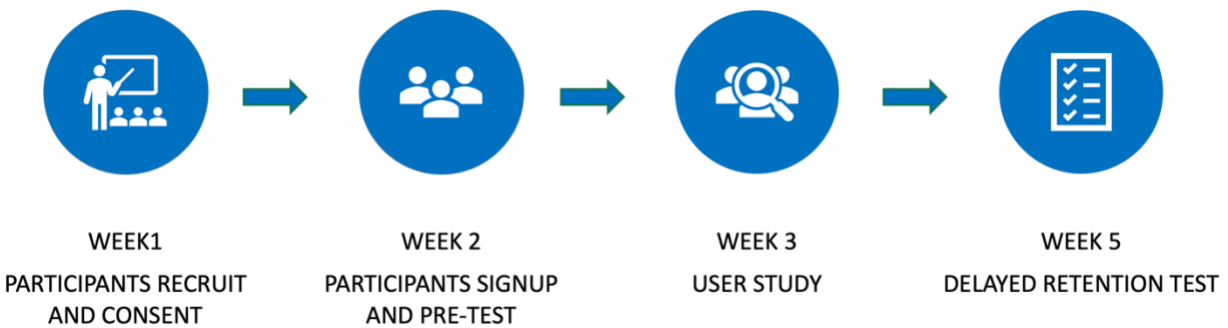 WEEK1
PARTICIPANTS RECRUIT
AND CONSENT
WEEK 2
PARTICIPANTS SIGNUP
AND PRE-TEST
WEEK 3
USER STUDY
WEEK 5
DELAYED RETENTION TEST